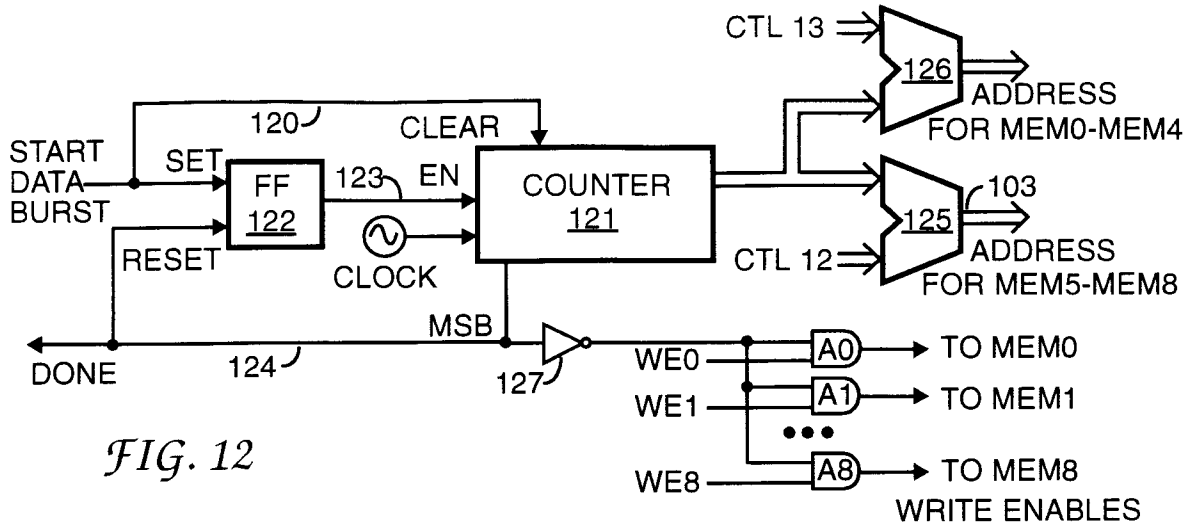 CTL 13
126
ADDRESS
FOR MEM0-MEM4
120
CLEAR
START
DATA
BURST
SET
FF
122
123
EN
COUNTER
121
103
125
RESET
CLOCK
CTL 12
ADDRESS
FOR MEM5-MEM8
MSB
DONE
124
127
WE0
A0
TO MEM0
WE1
A1
TO MEM1
WE8
A8
TO MEM8
WRITE ENABLES
FIG. 12